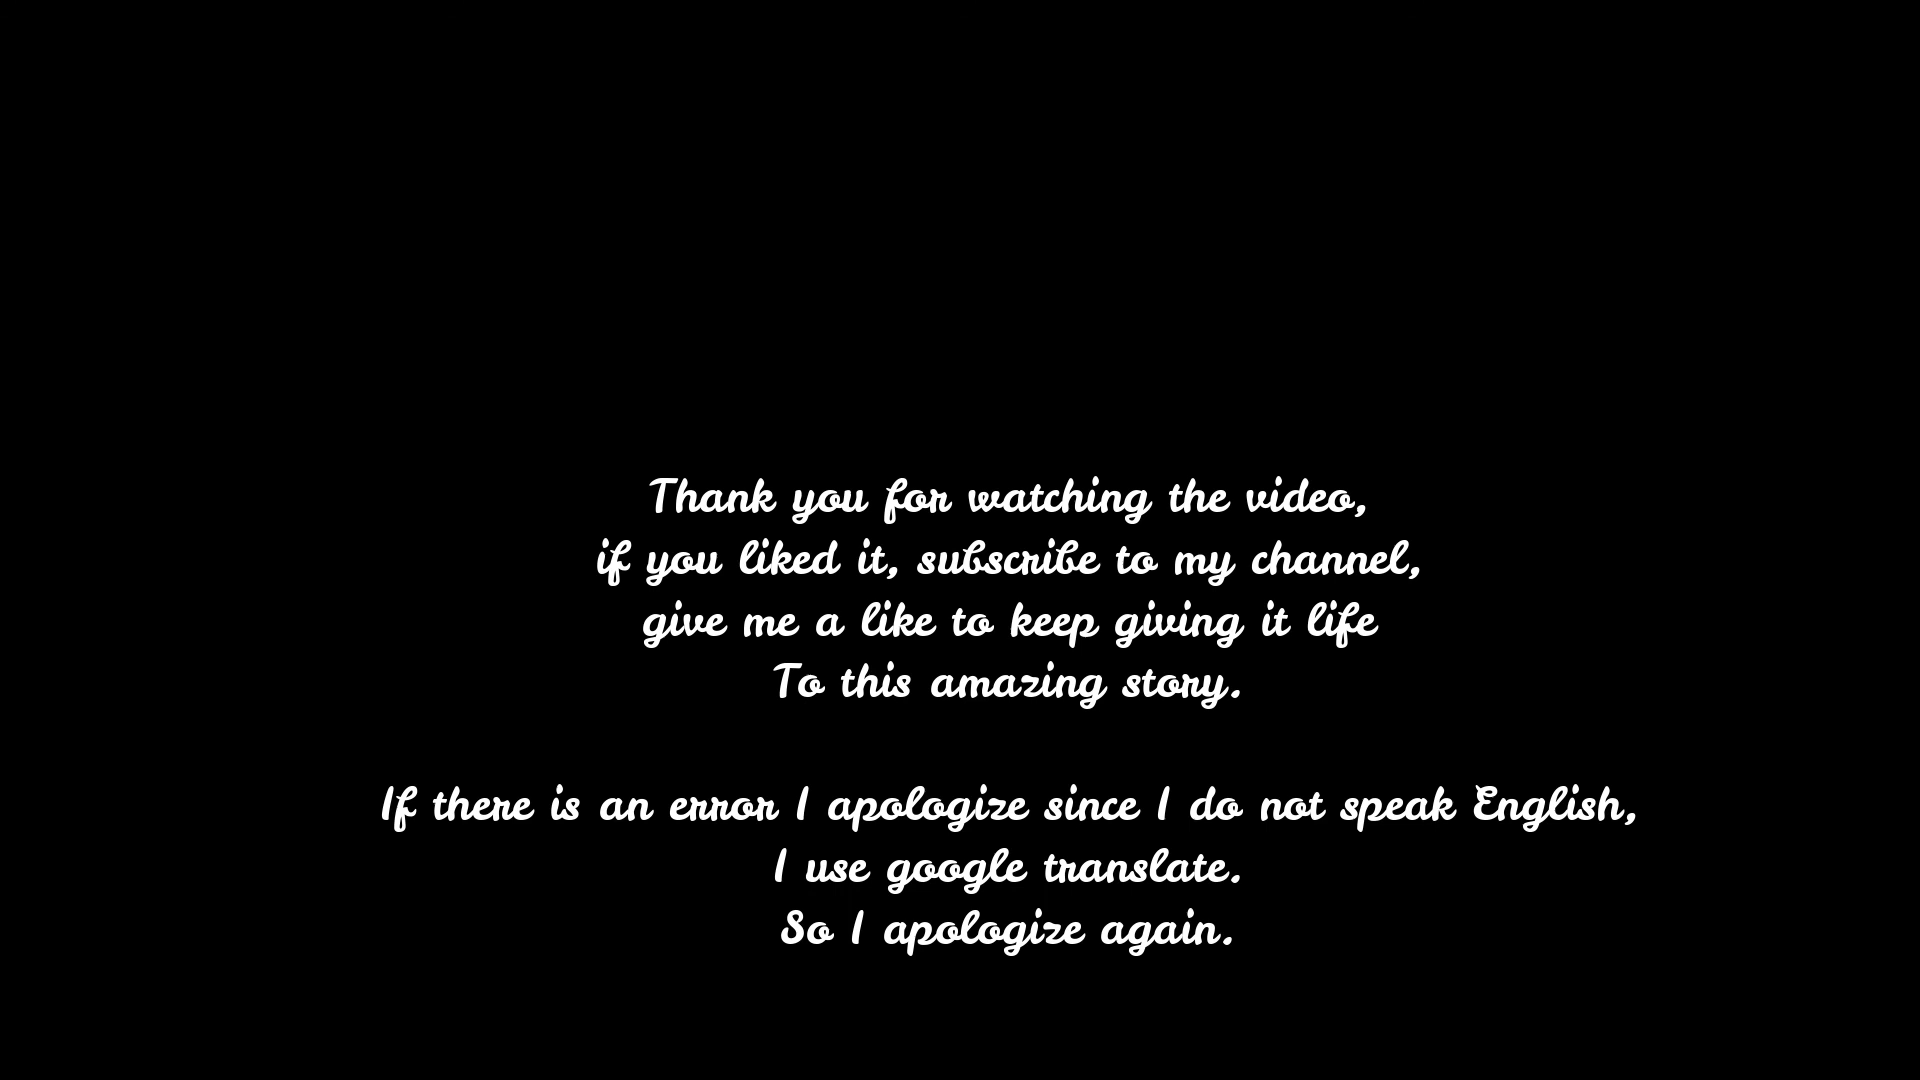 Thank you for watching the video,
if you liked it, subscribe to my channel,
give me a like to keep giving it life
To this amazing story.
If there is an error I apologize since I do not speak English,
I use google translate.
So I apologize again.